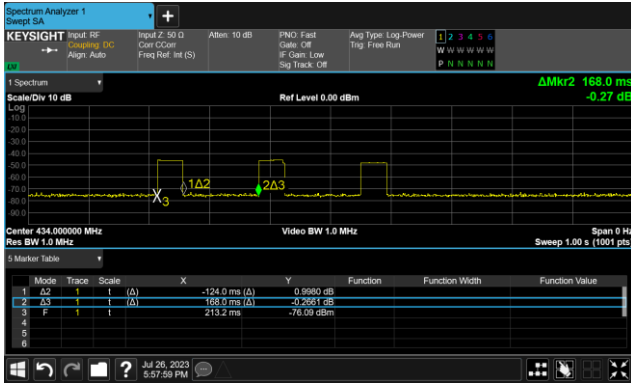 Spectrum Analyzer 1
Swept SA
KEYSIGHT
Input: RF
Coupling: DC
Align: Auto
Input Z: 50 Ω
Corr CCorr
Freq Ref: Int (S)
Atten: 10 dB
PNO: Fast
Gate: Off
IF Gain: Low
Sig Track: Off
Avg Type: Log-Power
Trig: Free Run
1 2 3 4 5 6
W W W W W W
P N N N N N
1 Spectrum
ΔMkr2 168.0 ms
-0.27 dB
Scale/Div 10 dB
Ref Level 0.00 dBm
Log
-10.0
-20.0
-30.0
-40.0
-50.0
-60.0
-70.0
-80.0
-90.0
X3
1Δ2
2Δ3
Center 434.000000 MHz
Video BW 1.0 MHz
Span 0 Hz
Res BW 1.0 MHz
Sweep 1.00 s (1001 pts)
5 Marker Table
Mode Trace Scale X Y Function Function Width Function Value
1 Δ2 1 t (Δ) -124.0 ms (Δ) 0.9980 dB
2 Δ3 1 t (Δ) 168.0 ms (Δ) -0.2661 dB
3 F 1 t 213.2 ms -76.09 dBm
4
5
6
Jul 26, 2023
5:57:59 PM